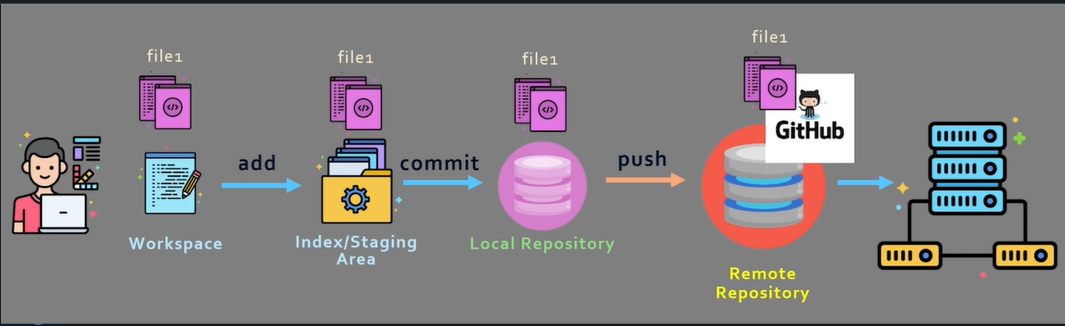 file1
file1
file1
file1
GitHub
add
commit
push
Workspace
Index/Staging
Area
Local Repository
Remote
Repository